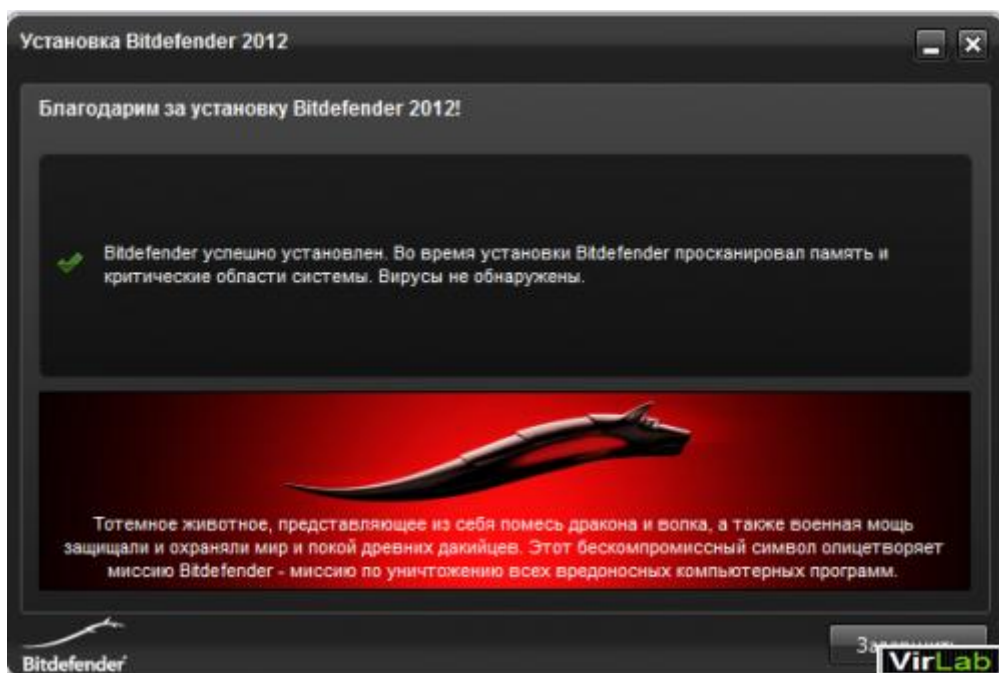 Установка Bitdefender 2012
Благодарим за установку Bitdefender 2012!
Bitdefender успешно установлен. Во время установки Bitdefender просканировал память и
критические области системы. Вирусы не обнаружены.
Тотемное животное, представляющее из себя помесь дракона и волка, а также военная мощь
защищали и охраняли мир и покой древних дакийцев. Этот бескомпромиссный символ олицетворяет
миссию Bitdefender - миссию по уничтожению всех вредоносных компьютерных программ.
Bitdefender
VirLab